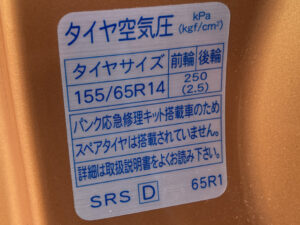 タイヤ空気圧 kPa (kgf/cm²)
タイヤサイズ 前輪 後輪
155/65R14 250 (2.5)
パンク応急修理キット搭載車のため
スペアタイヤは搭載されていません。
詳細は取扱説明書をよくお読み下さい。
SRS D 65R1